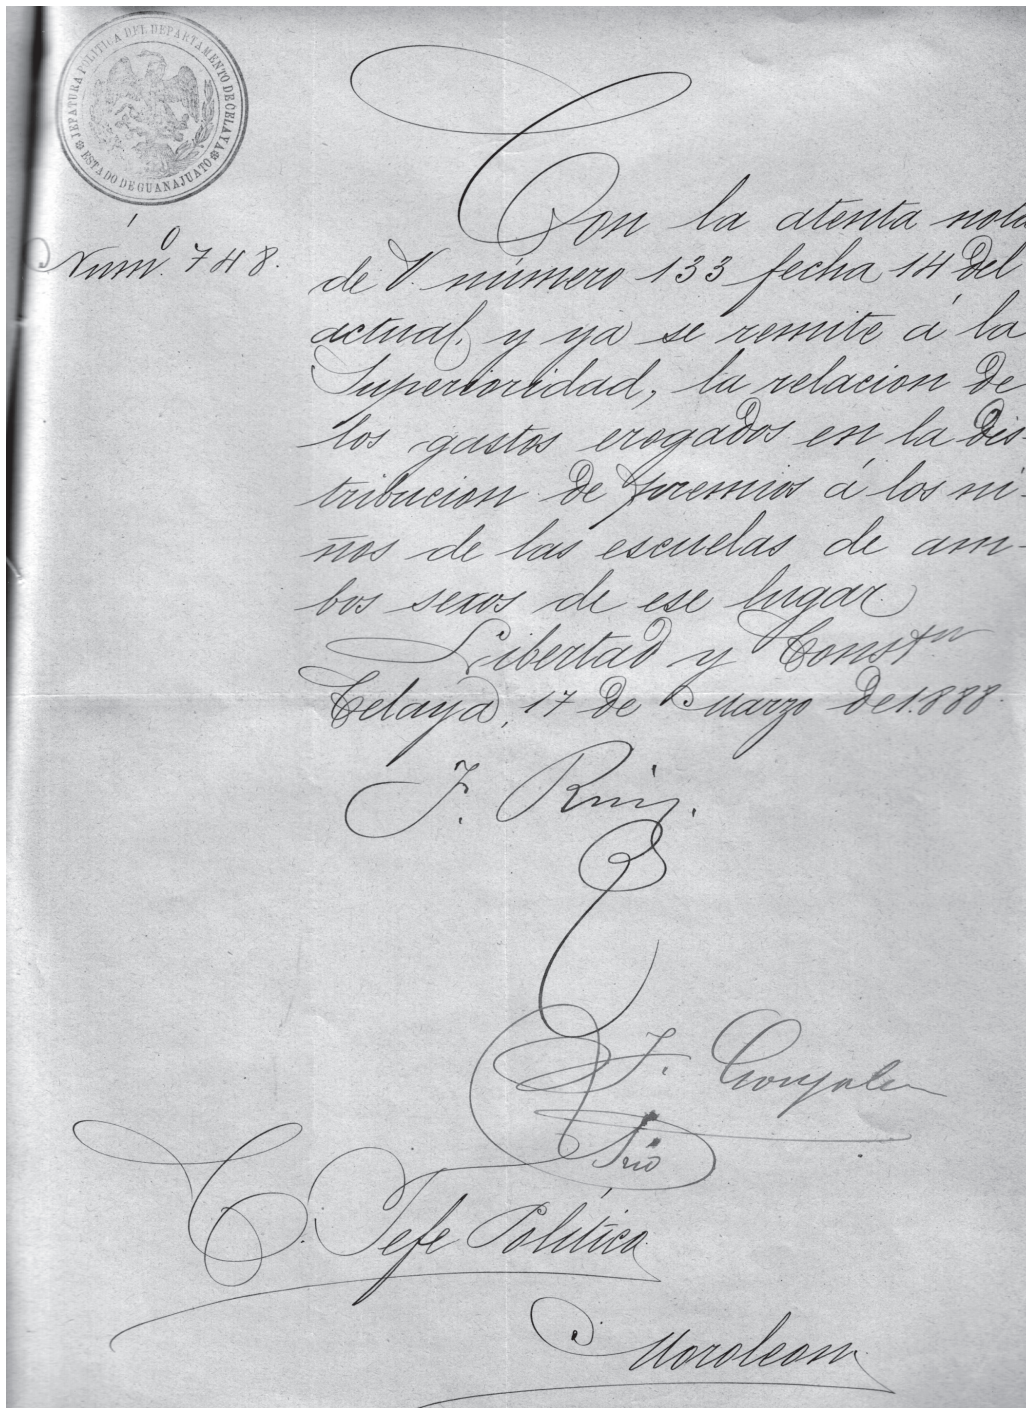 JEFATURA POLITICA DEL DEPARTAMENTO DE CELAYA
ESTADO DE GUANAJUATO
Núm.º 748.
Con la atenta nota
de V. número 133 fecha 14 del
actual, y ya se remite á la
Superioridad, la relacion de
los gastos erogados en la dis-
tribucion de premios á los ni-
ños de las escuelas de am-
bos sexos de ese lugar.
Libertad y Constn
Celaya, 17 de Marzo de 1888.
F. Ruiz.
F. Gonzalez
Srio
C. Jefe Político
Moroleon